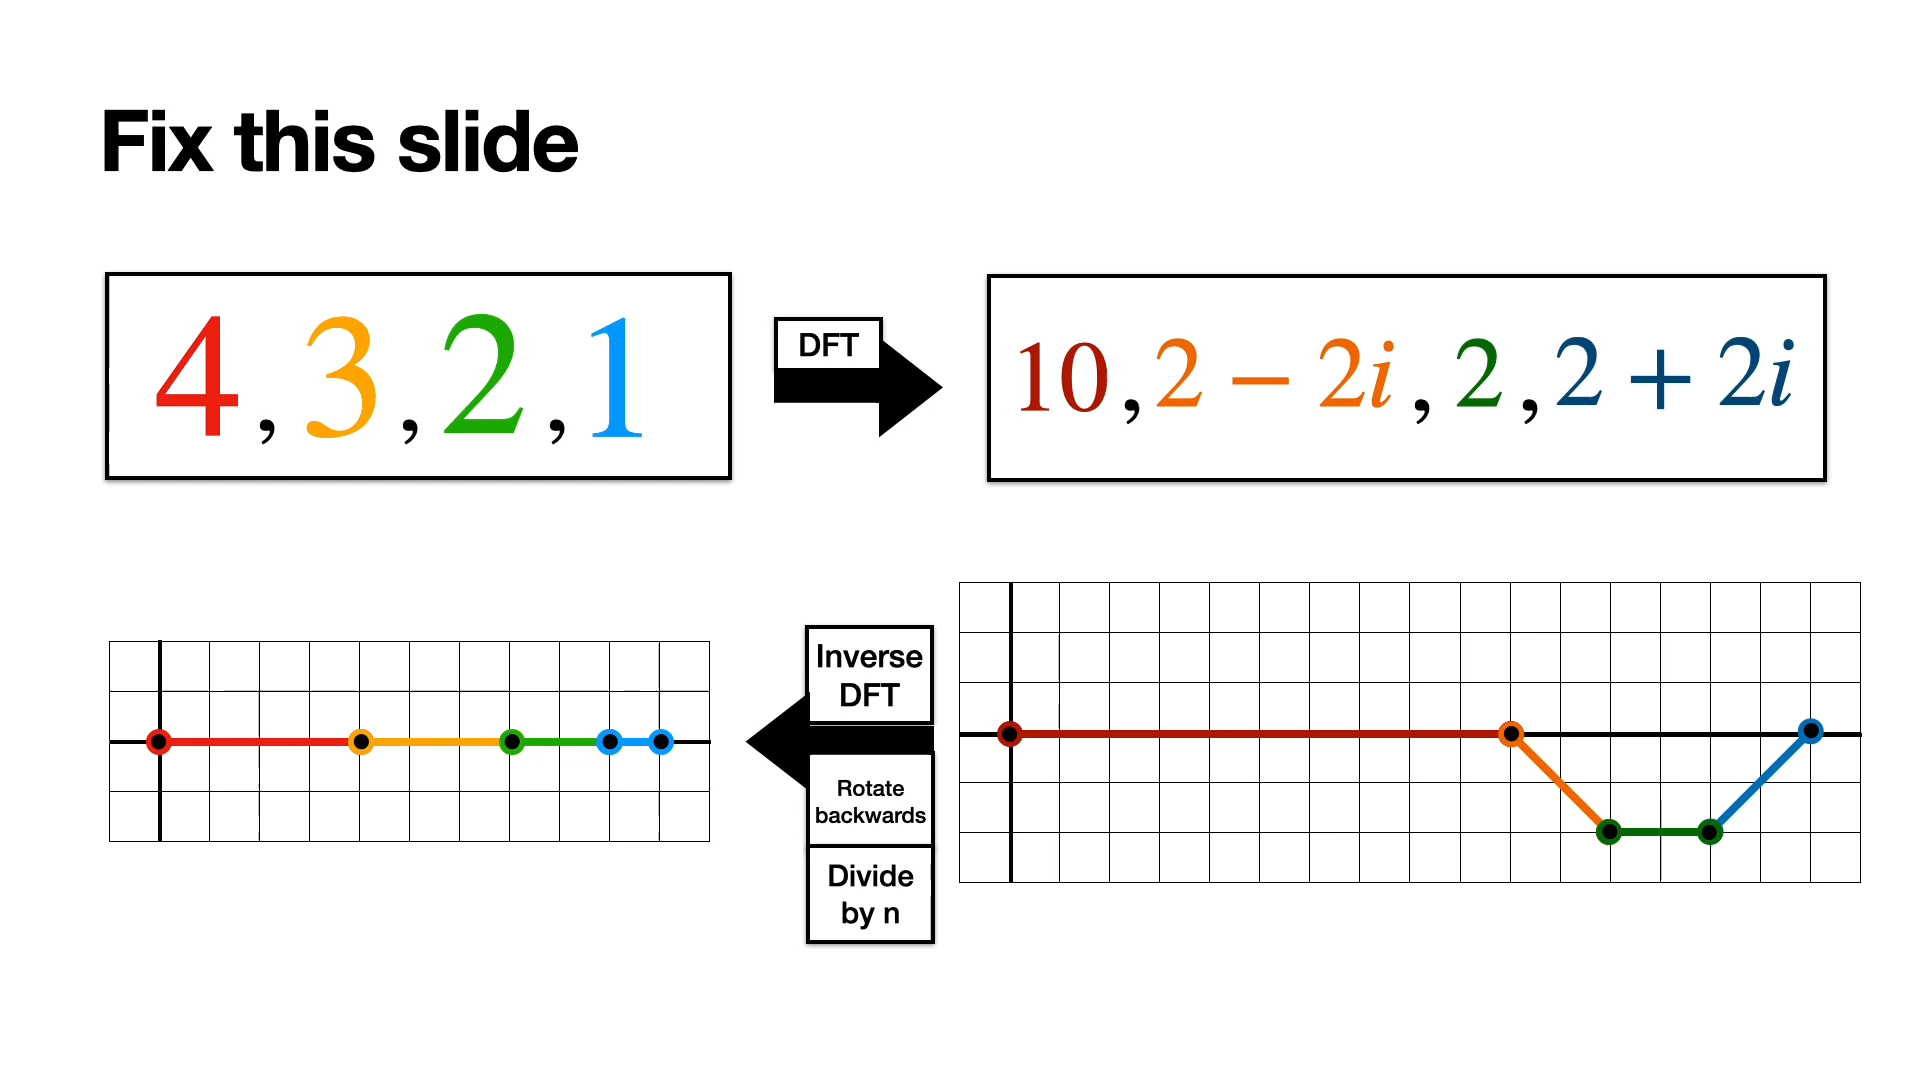 Fix this slide
4, 3, 2, 1
DFT
10, 2 − 2i, 2, 2 + 2i
Inverse
DFT
Rotate
backwards
Divide
by n